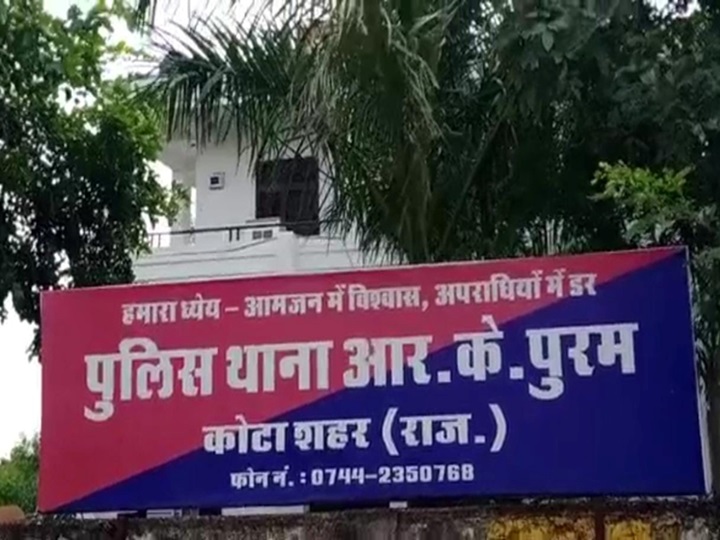 हमारा ध्येय – आमजन में विश्वास, अपराधियों में डर
पुलिस थाना आर.के.पुरम
कोटा शहर (राज.)
फोन नं. : 0744-2350768